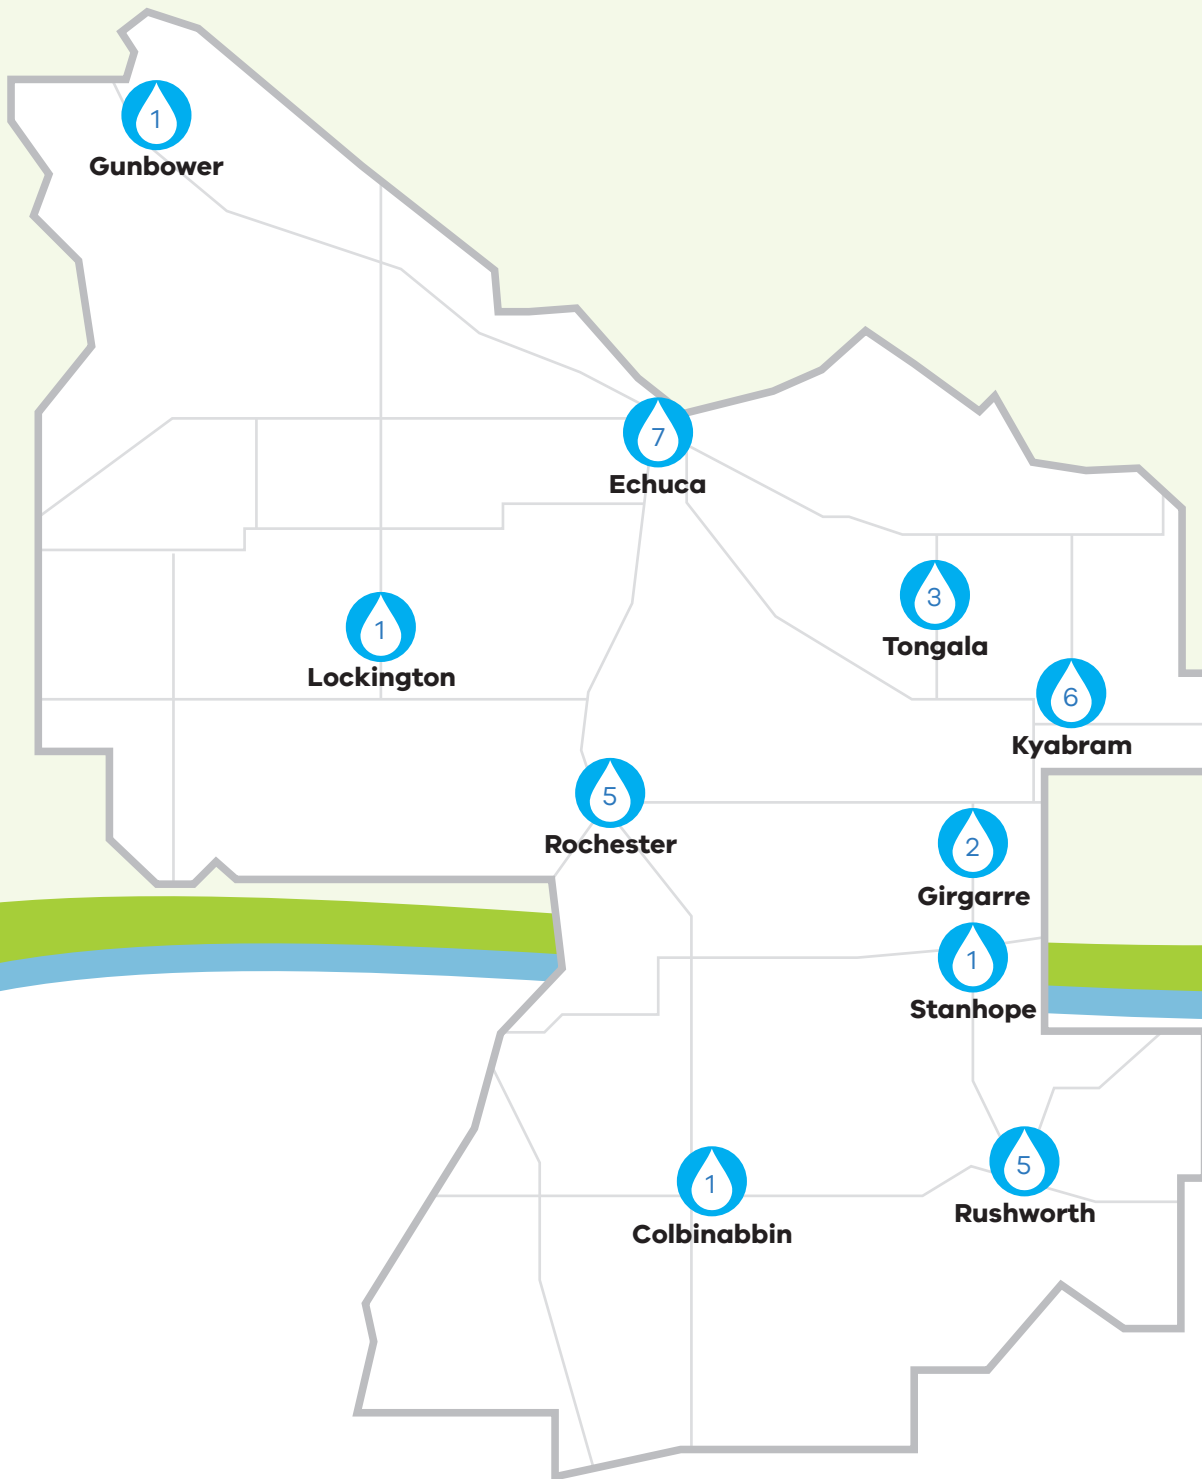 1
Gunbower
7
Echuca
3
Tongala
1
Lockington
6
Kyabram
5
Rochester
2
Girgarre
1
Stanhope
5
Rushworth
1
Colbinabbin